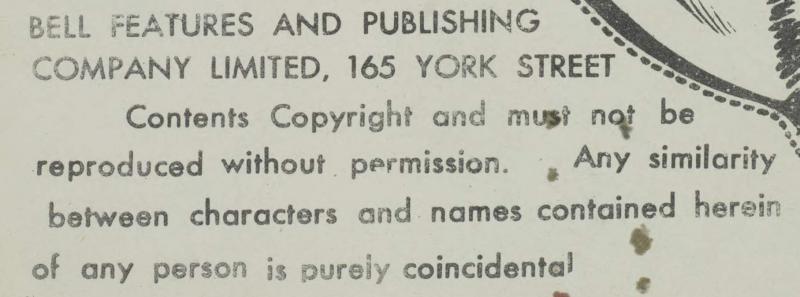 BELL FEATURES AND PUBLISHING
COMPANY LIMITED, 165 YORK STREET
Contents Copyright and must not be
reproduced without permission. Any similarity
between characters and names contained herein
of any person is purely coincidental